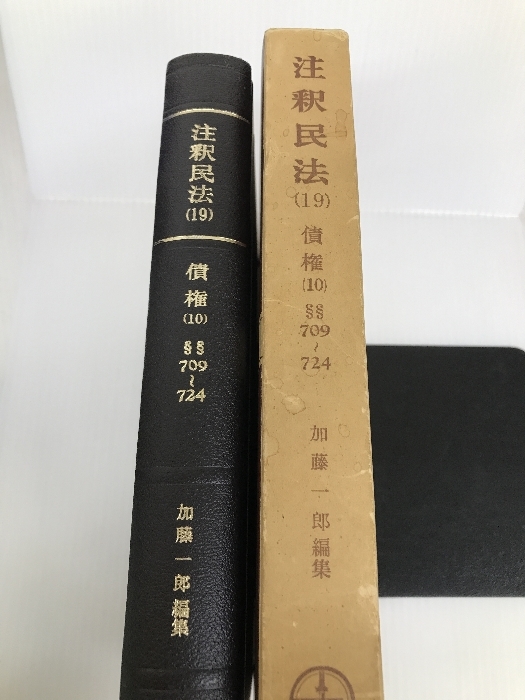 注釈民法
(19)
債権
(10)
§§
709
~
724
加藤一郎編集
注釈民法
(19)
債権
(10)
§§
709
~
724
加藤一郎編集